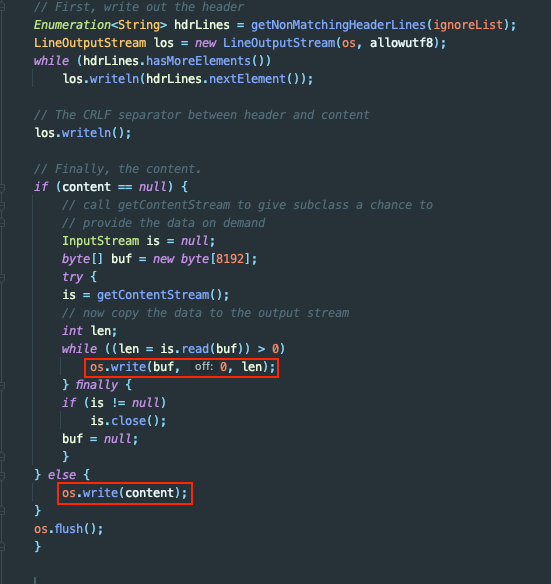 // First, write out the header
Enumeration<String> hdrLines = getNonMatchingHeaderLines(ignoreList);
LineOutputStream los = new LineOutputStream(os, allowutf8);
while (hdrLines.hasMoreElements())
los.writeln(hdrLines.nextElement());
// The CRLF separator between header and content
los.writeln();
// Finally, the content.
if (content == null) {
// call getContentStream to give subclass a chance to
// provide the data on demand
InputStream is = null;
byte[] buf = new byte[8192];
try {
is = getContentStream();
// now copy the data to the output stream
int len;
while ((len = is.read(buf)) > 0)
os.write(buf, off: 0, len);
} finally {
if (is != null)
is.close();
buf = null;
}
} else {
os.write(content);
}
os.flush();
}